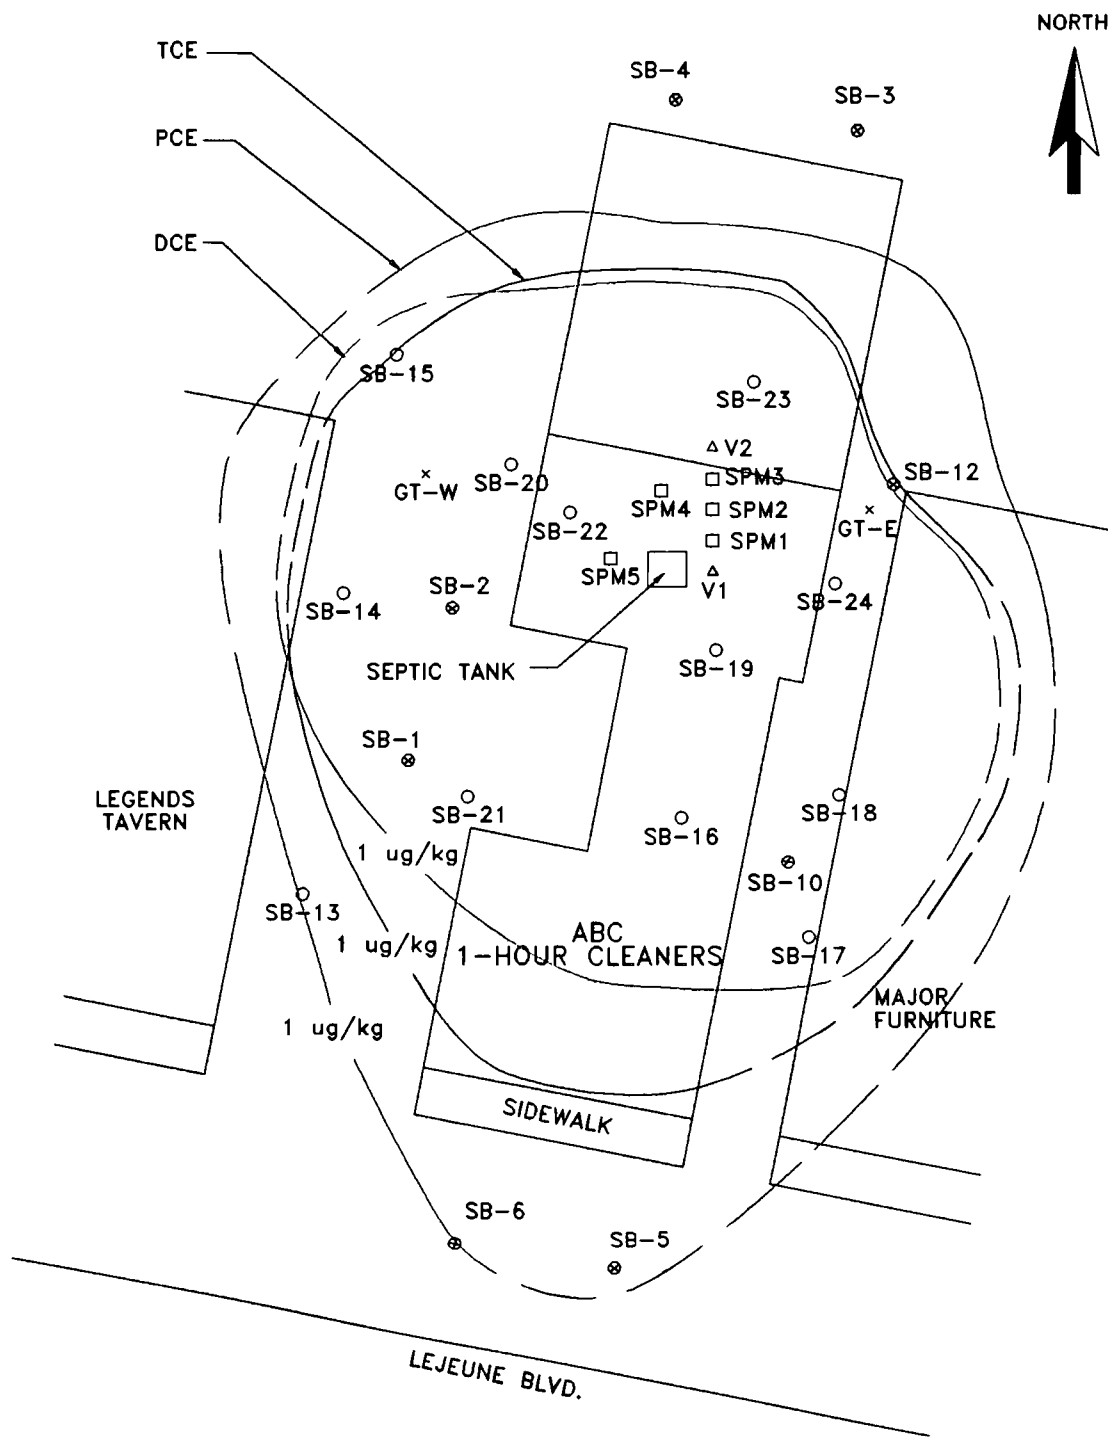 NORTH
TCE
SB-4
SB-3
PCE
DCE
SB-15
SB-23
V2
SB-12
SB-20
SPM3
GT-W
SPM4
SPM2
GT-E
SB-22
SPM1
SPM5
V1
SB-2
SB-24
SB-14
SEPTIC TANK
SB-19
SB-1
LEGENDS
TAVERN
SB-21
SB-18
SB-16
1 ug/kg
SB-10
SB-13
ABC
1-HOUR CLEANERS
1 ug/kg
SB-17
MAJOR
FURNITURE
1 ug/kg
SIDEWALK
SB-6
SB-5
LEJEUNE BLVD.